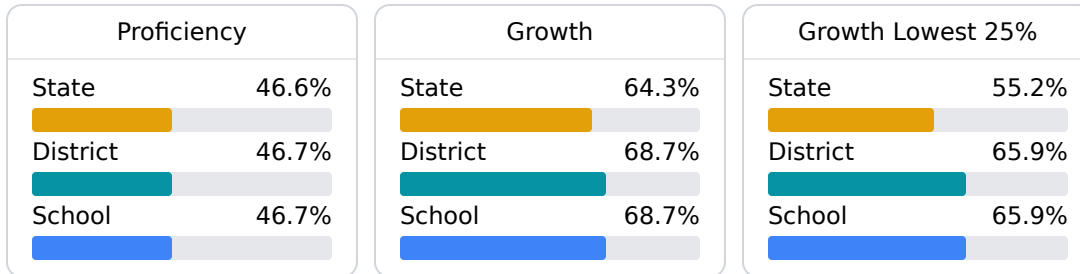 Proficiency
State 46.6%
District 46.7%
School 46.7%
Growth
State 64.3%
District 68.7%
School 68.7%
Growth Lowest 25%
State 55.2%
District 65.9%
School 65.9%